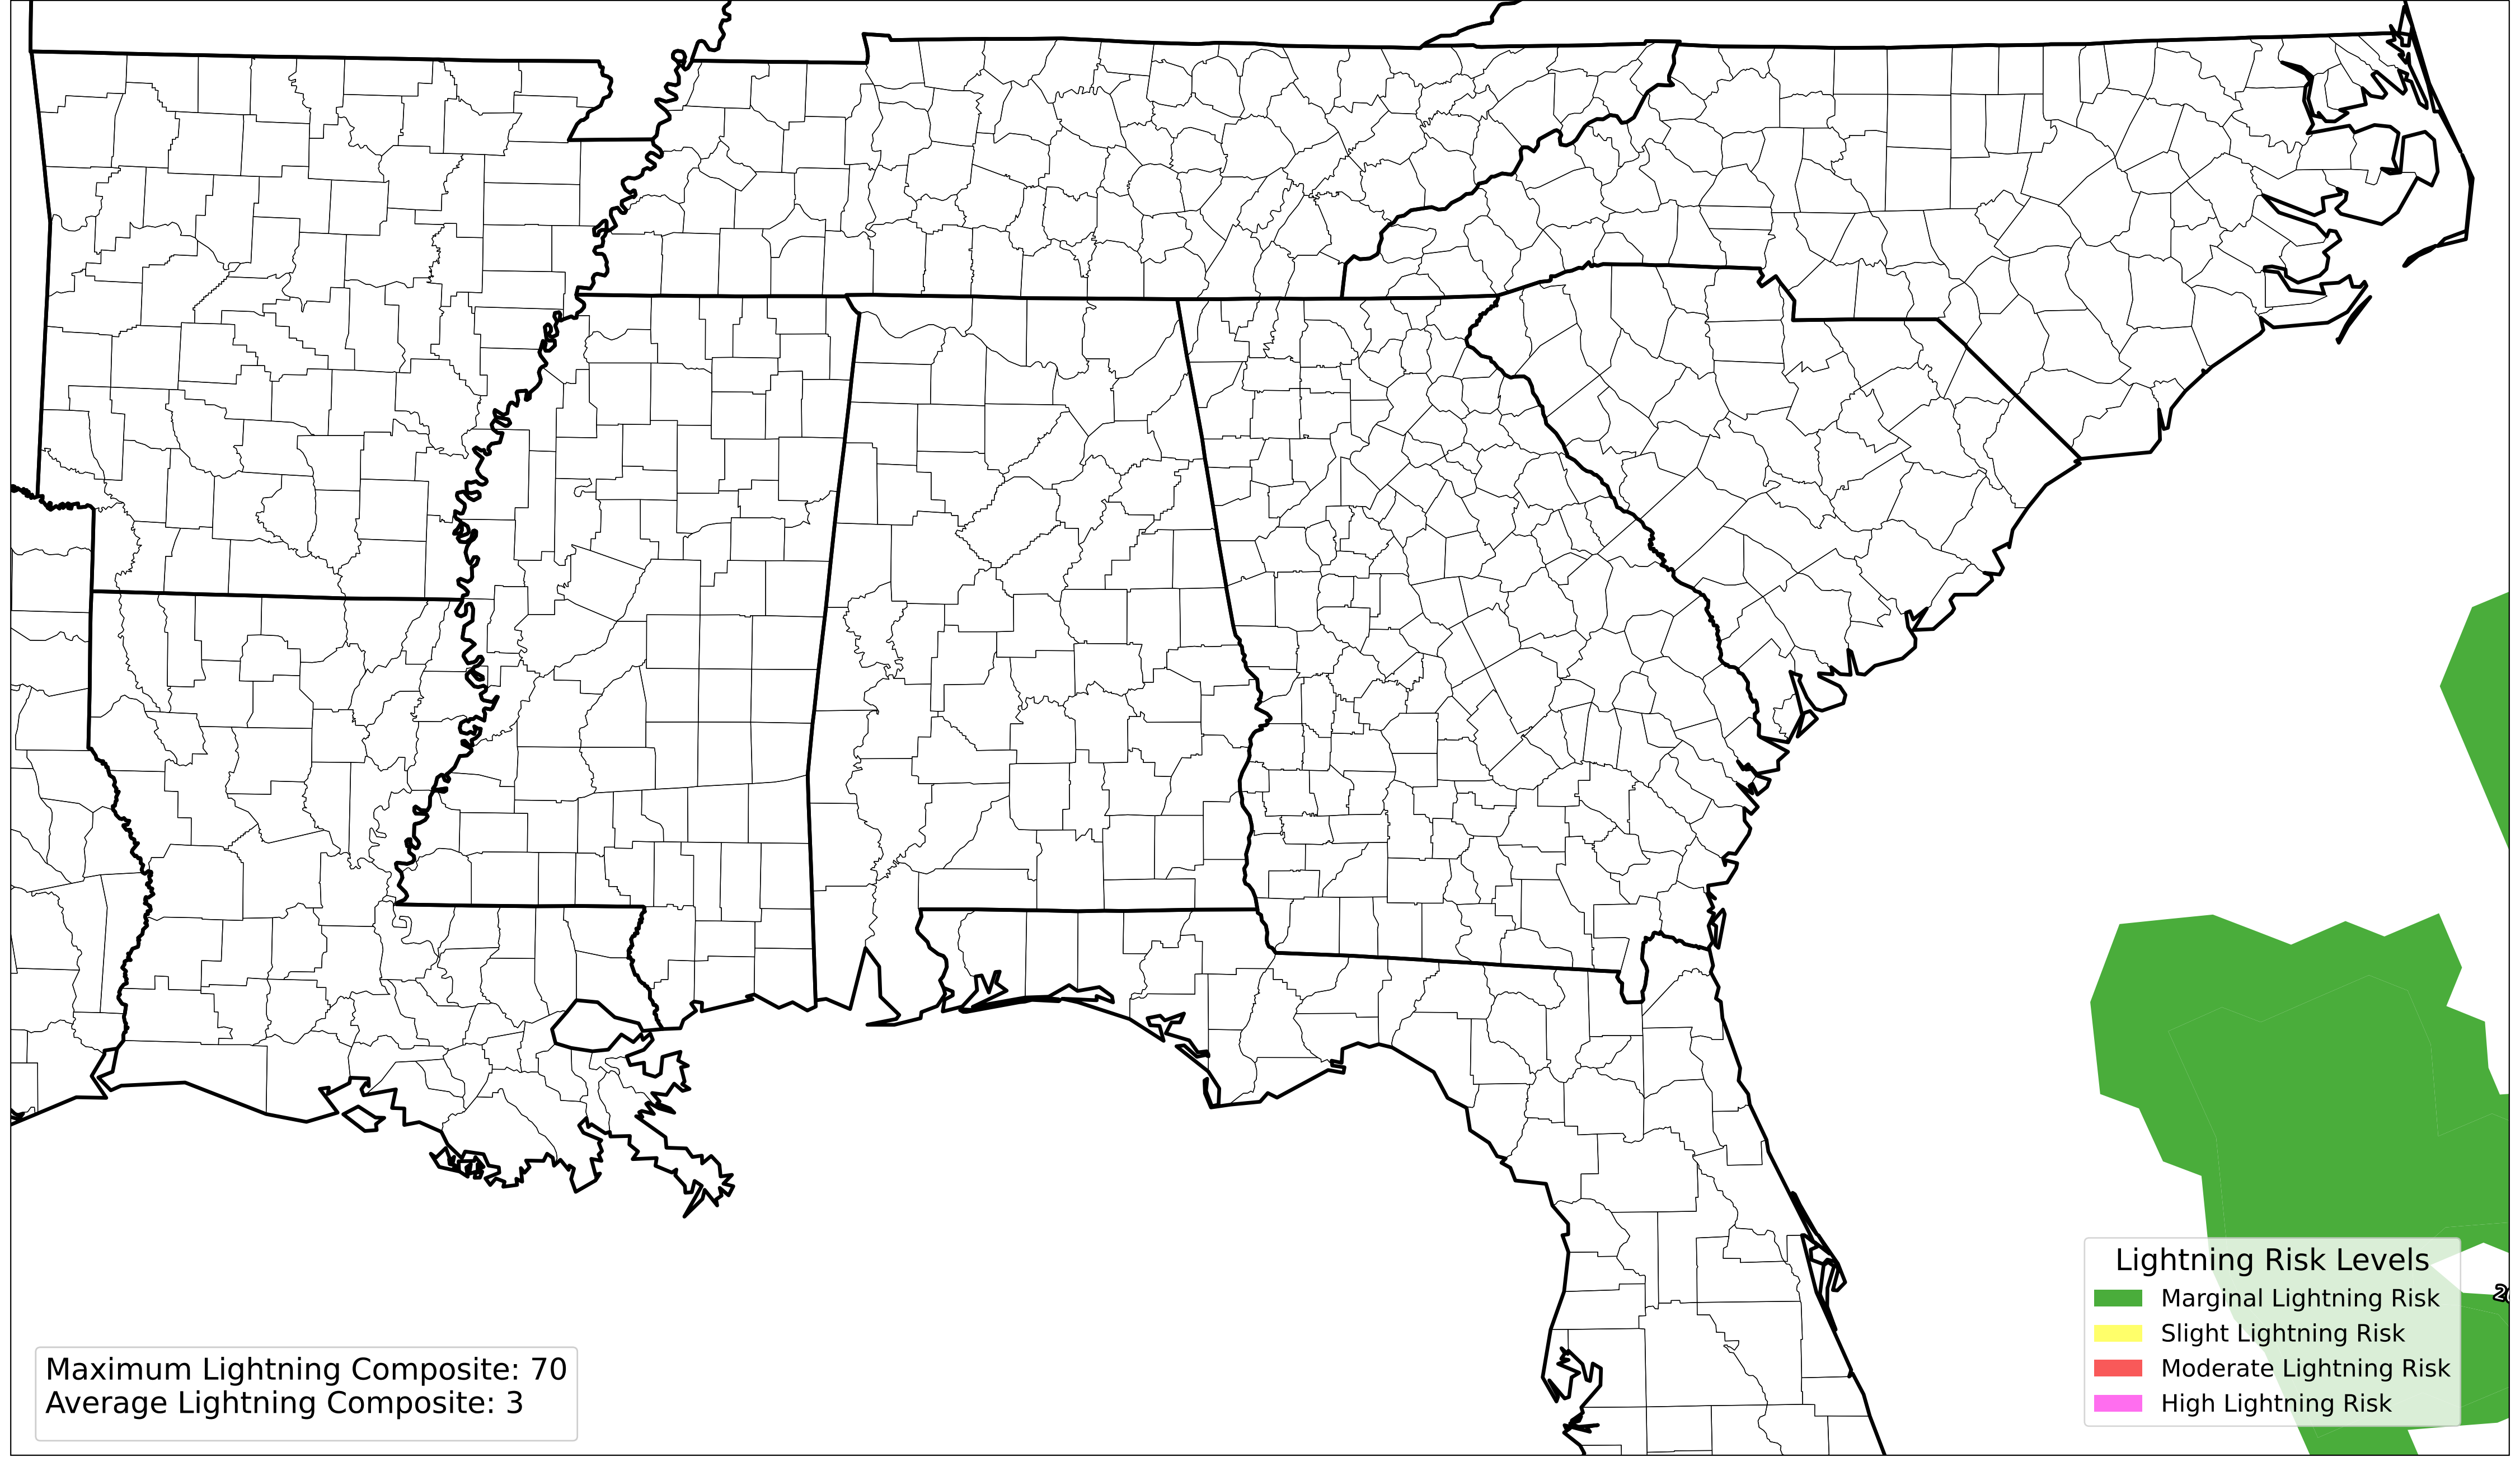 Lightning Risk Levels
Marginal Lightning Risk
Slight Lightning Risk
Moderate Lightning Risk
High Lightning Risk
Maximum Lightning Composite: 70
Average Lightning Composite: 3